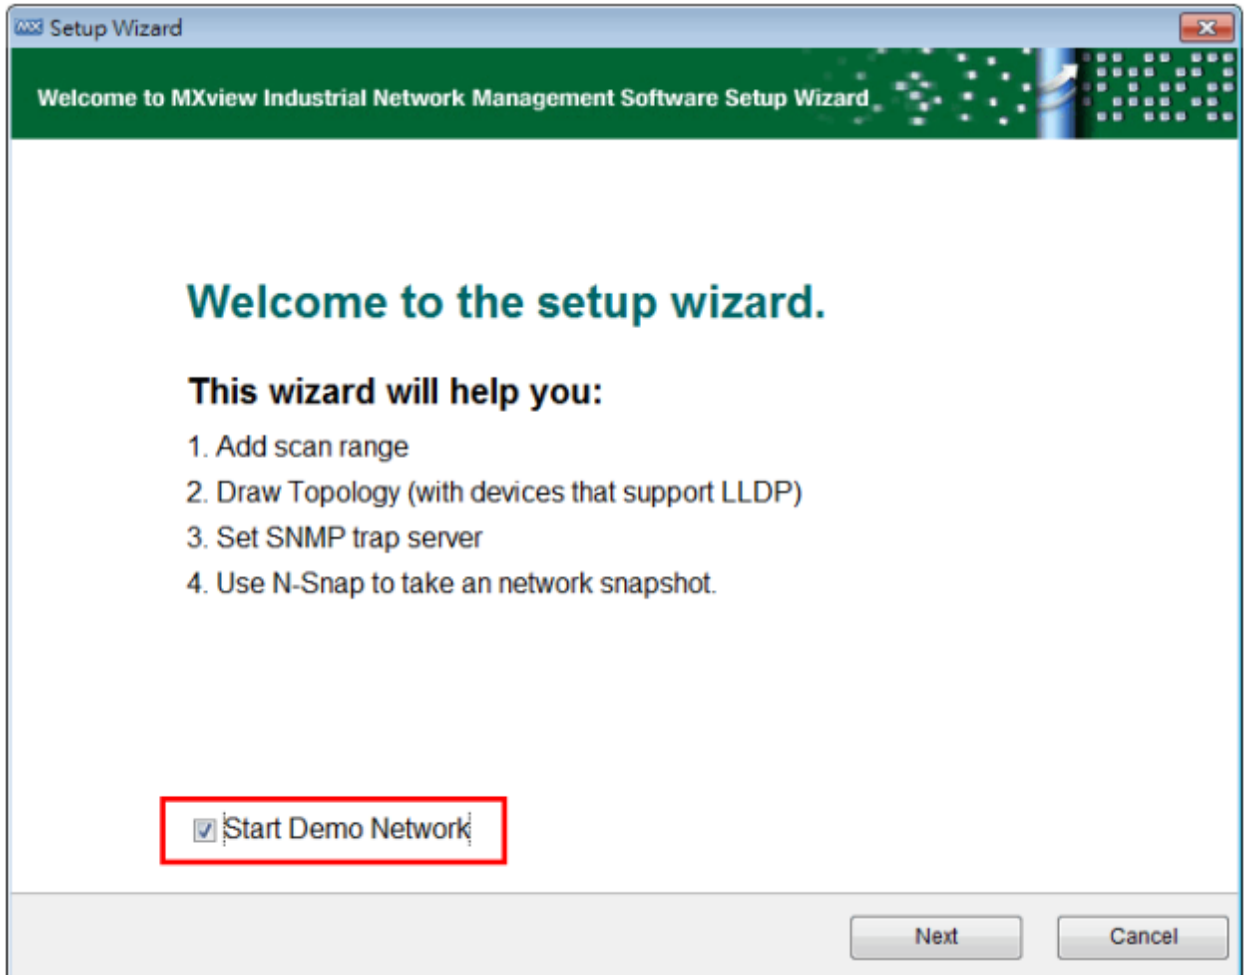 MX Setup Wizard
Welcome to MXview Industrial Network Management Software Setup Wizard
Welcome to the setup wizard.
This wizard will help you:
1. Add scan range
2. Draw Topology (with devices that support LLDP)
3. Set SNMP trap server
4. Use N-Snap to take an network snapshot.
Start Demo Network
Next Cancel